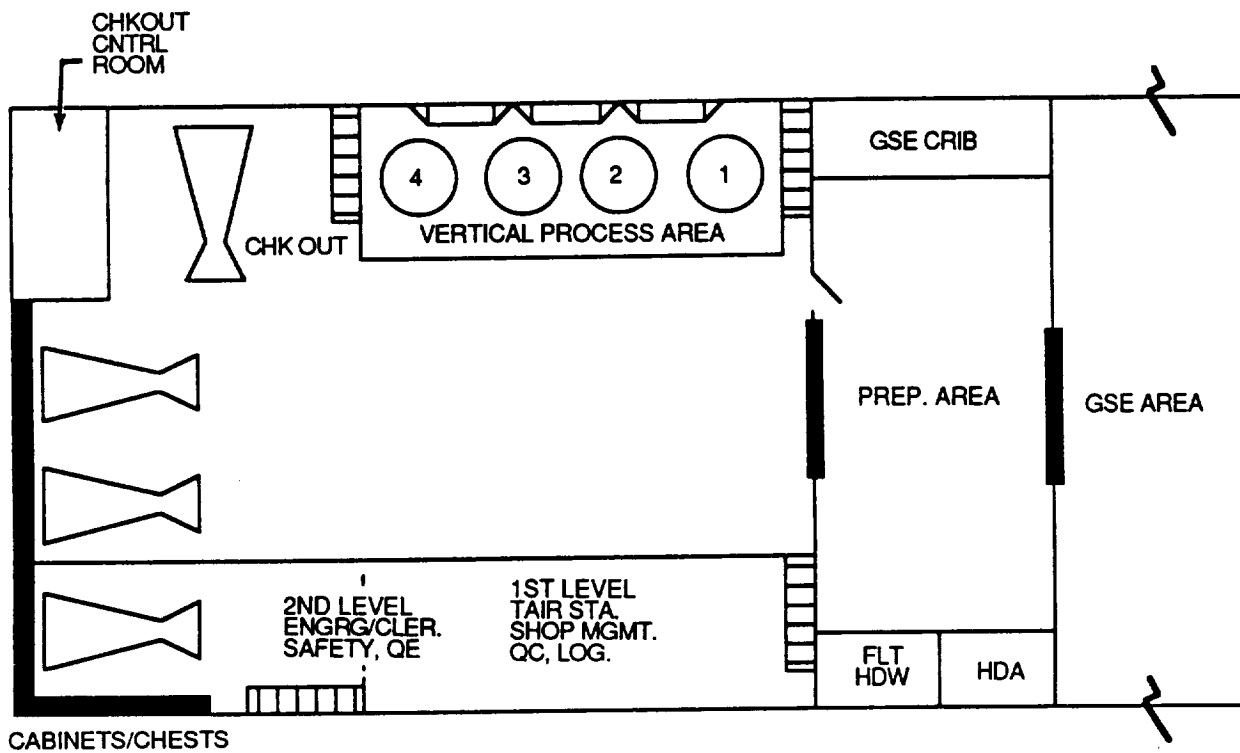 CHKOUT
CNTRL
ROOM
GSE CRIB
4
3
2
1
VERTICAL PROCESS AREA
CHK OUT
PREP. AREA
GSE AREA
2ND LEVEL
ENGRG/CLER.
SAFETY, QE
1ST LEVEL
TAIR STA.
SHOP MGMT.
QC, LOG.
FLT
HDW
HDA
CABINETS/CHESTS